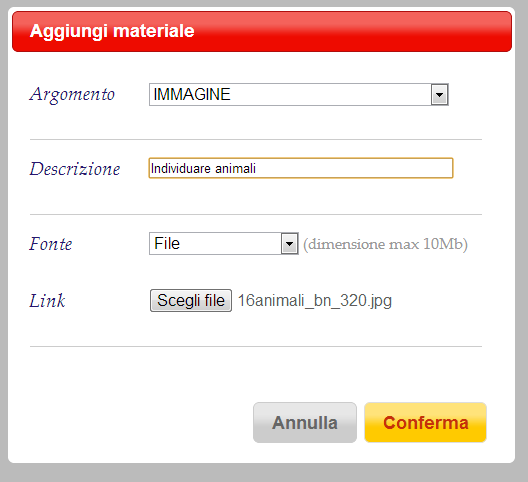 Aggiungi materiale
Argomento IMMAGINE
Descrizione Individuare animali
Fonte File (dimensione max 10Mb)
Link Scegli file 16animali_bn_320.jpg
Annulla Conferma